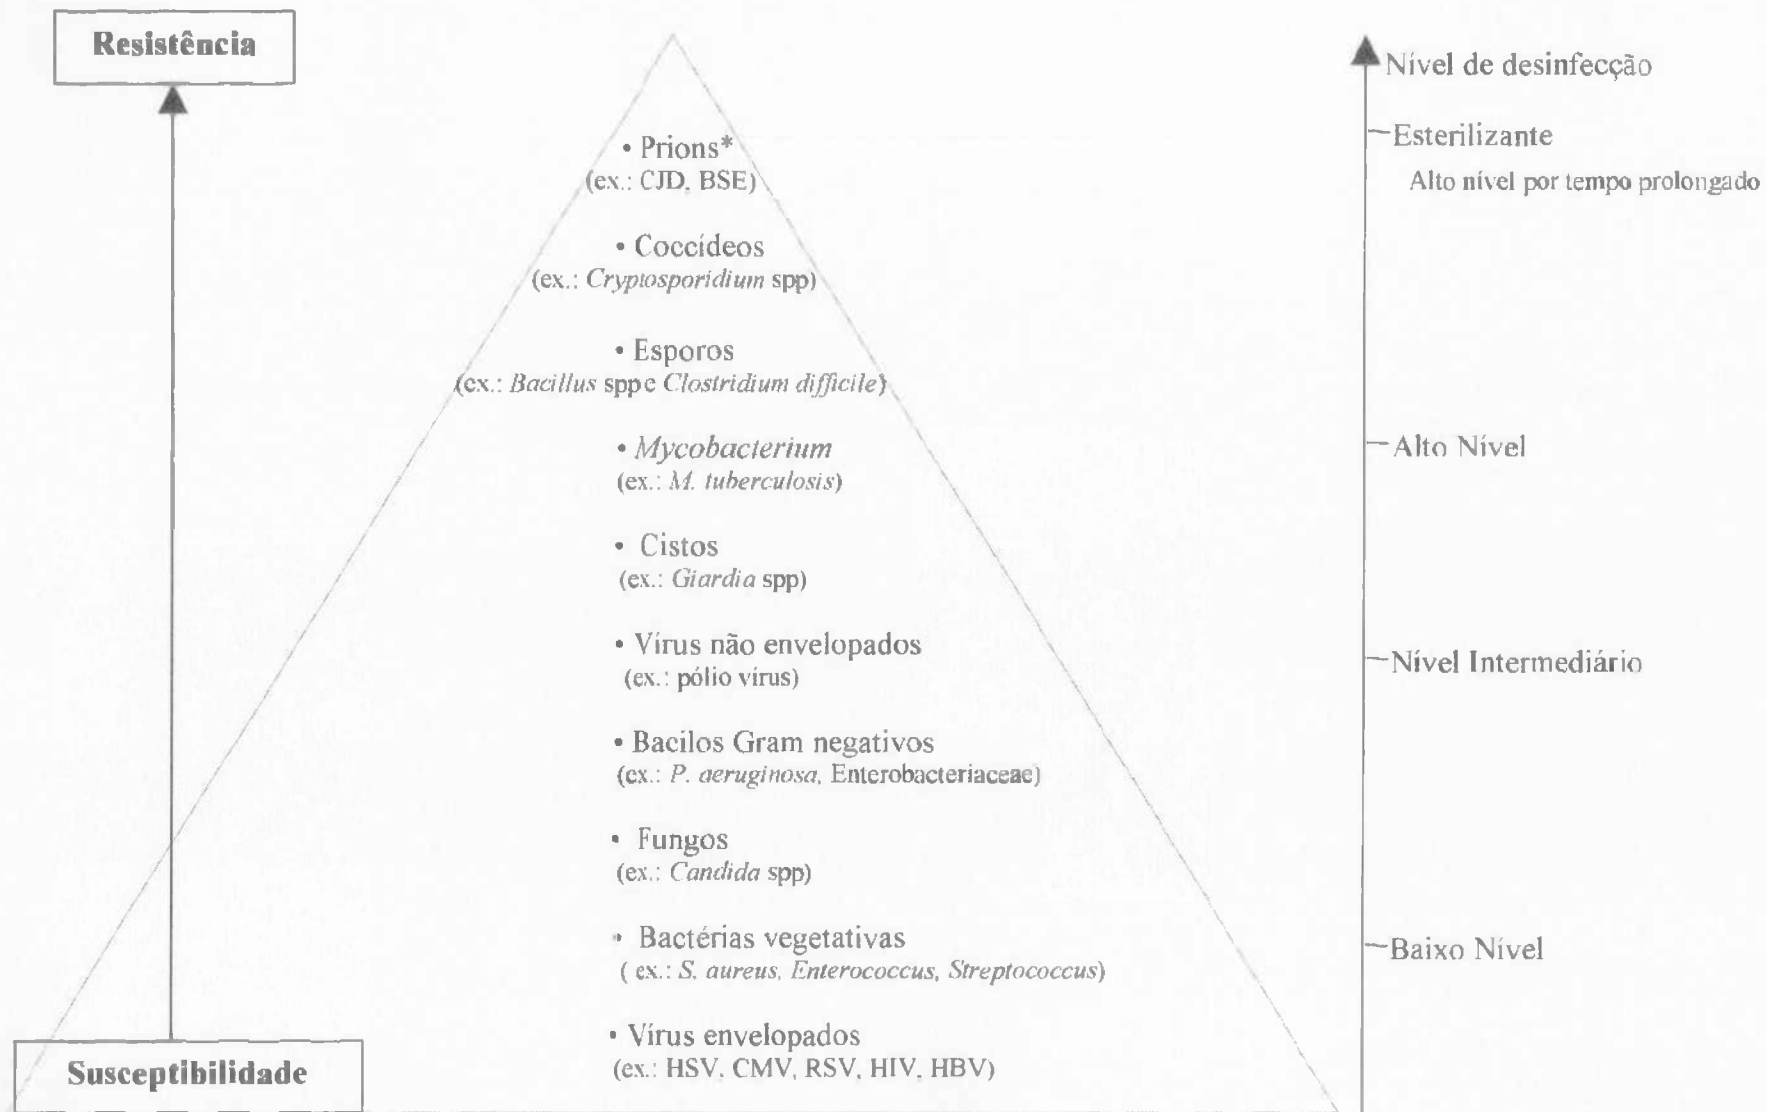 Resistência
Nível de desinfecção
Esterilizante
Alto nível por tempo prolongado
• Prions*
(ex.: CJD, BSE)
• Coccídeos
(ex.: Cryptosporidium spp)
• Esporos
(ex.: Bacillus spp e Clostridium difficile)
• Mycobacterium
(ex.: M. tuberculosis)
Alto Nível
• Cistos
(ex.: Giardia spp)
• Vírus não envelopados
(ex.: pólio vírus)
Nível Intermediário
• Bacilos Gram negativos
(ex.: P. aeruginosa, Enterobacteriaceae)
• Fungos
(ex.: Candida spp)
• Bactérias vegetativas
( ex.: S. aureus, Enterococcus, Streptococcus)
Baixo Nível
• Vírus envelopados
(ex.: HSV, CMV, RSV, HIV, HBV)
Susceptibilidade